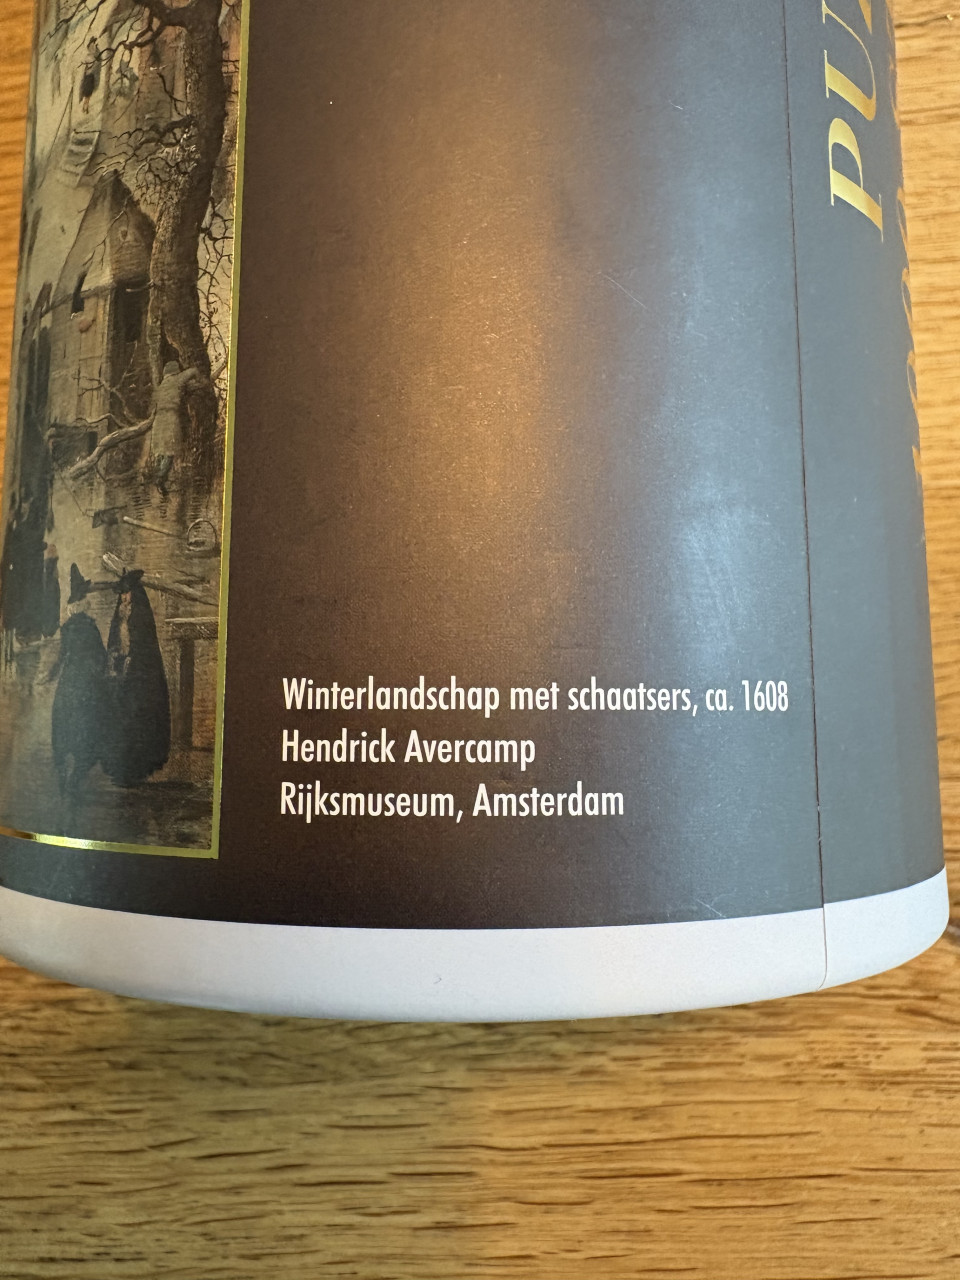 Winterlandschap met schaatsers, ca. 1608
Hendrick Avercamp
Rijksmuseum, Amsterdam